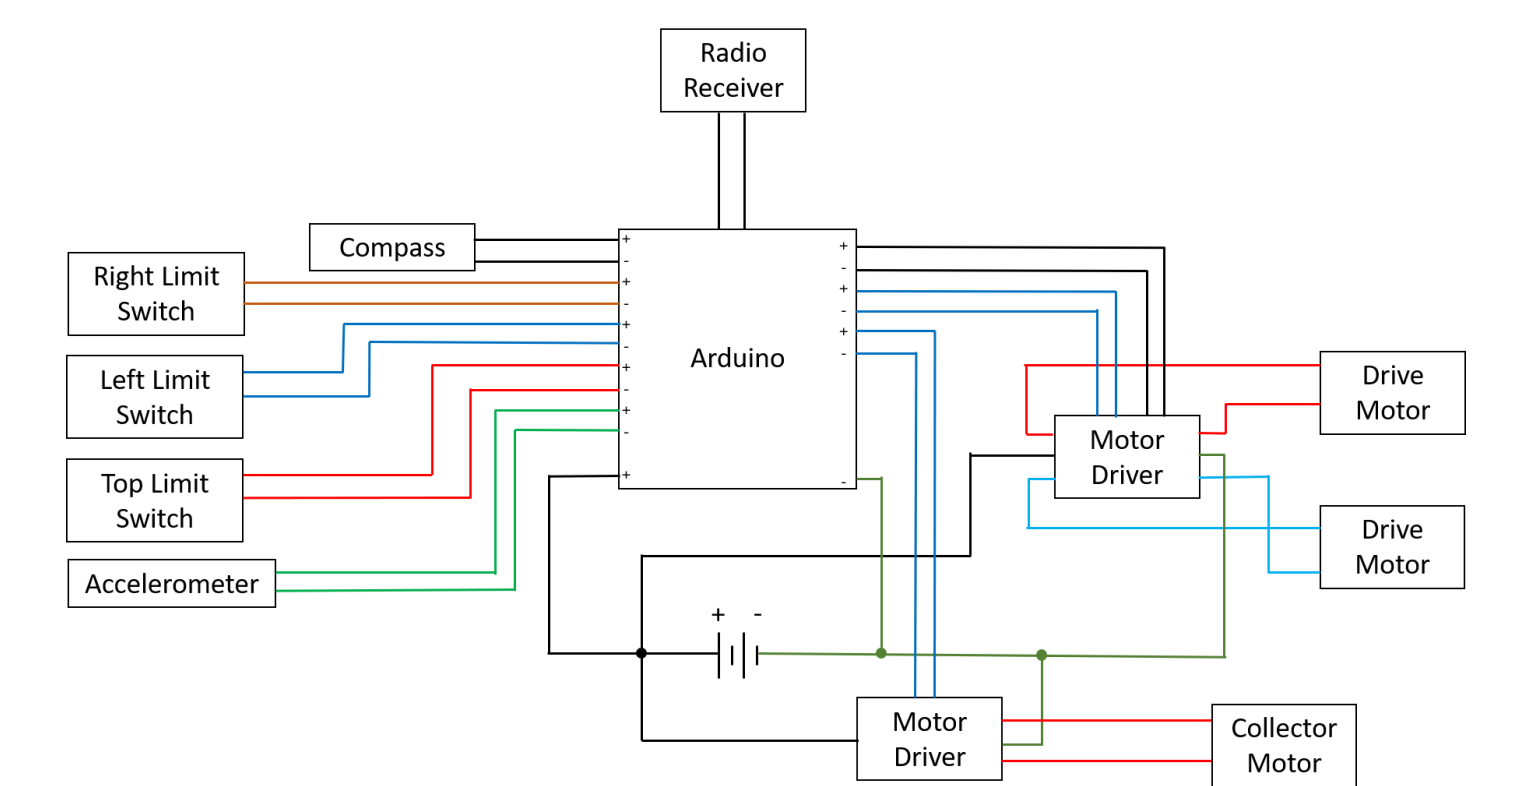 Radio
Receiver
Compass
Right Limit
Switch
Left Limit
Switch
Top Limit
Switch
Accelerometer
+
-
+
-
+
-
+
-
+
-
+
Arduino
+
-
+
-
+
-
-
Motor
Driver
Drive
Motor
Drive
Motor
+ -
Motor
Driver
Collector
Motor